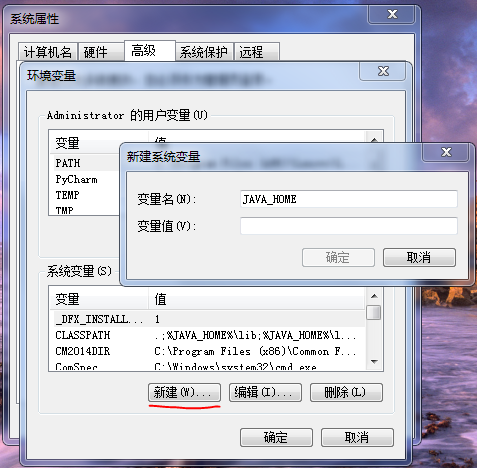 系统属性
计算机名 硬件 高级 系统保护 远程
环境变量
Administrator 的用户变量(U)
变量 值
PATH
PyCharm
TEMP
TMP
新建系统变量
变量名(N): JAVA_HOME
变量值(V):
确定 取消
系统变量(S)
变量 值
_DFX_INSTALL... 1
CLASSPATH .;%JAVA_HOME%\lib;%JAVA_HOME%\l...
CM2014DIR C:\Program Files (x86)\Common F...
ComSpec C:\Windows\system32\cmd.exe
新建(W)... 编辑(I)... 删除(L)
确定 取消